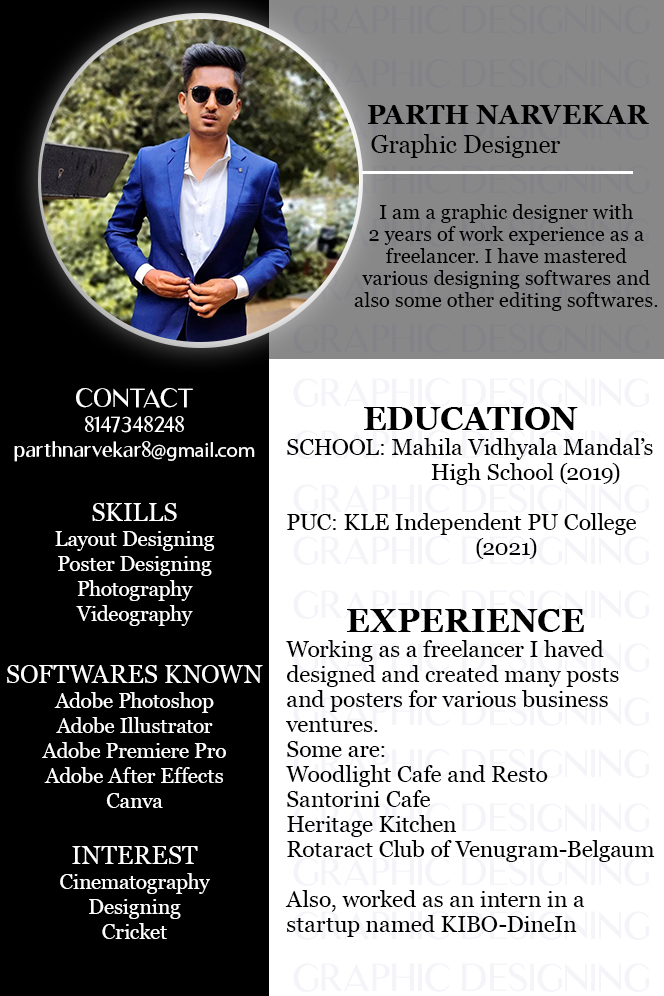 PARTH NARVEKAR
Graphic Designer
I am a graphic designer with
2 years of work experience as a
freelancer. I have mastered
various designing softwares and
also some other editing softwares.
CONTACT
8147348248
parthnarvekar8@gmail.com
SKILLS
Layout Designing
Poster Designing
Photography
Videography
SOFTWARES KNOWN
Adobe Photoshop
Adobe Illustrator
Adobe Premiere Pro
Adobe After Effects
Canva
INTEREST
Cinematography
Designing
Cricket
EDUCATION
SCHOOL: Mahila Vidhyala Mandal’s
High School (2019)
PUC: KLE Independent PU College
(2021)
EXPERIENCE
Working as a freelancer I haved
designed and created many posts
and posters for various business
ventures.
Some are:
Woodlight Cafe and Resto
Santorini Cafe
Heritage Kitchen
Rotaract Club of Venugram-Belgaum
Also, worked as an intern in a
startup named KIBO-DineIn
GRAPHIC DESIGNING